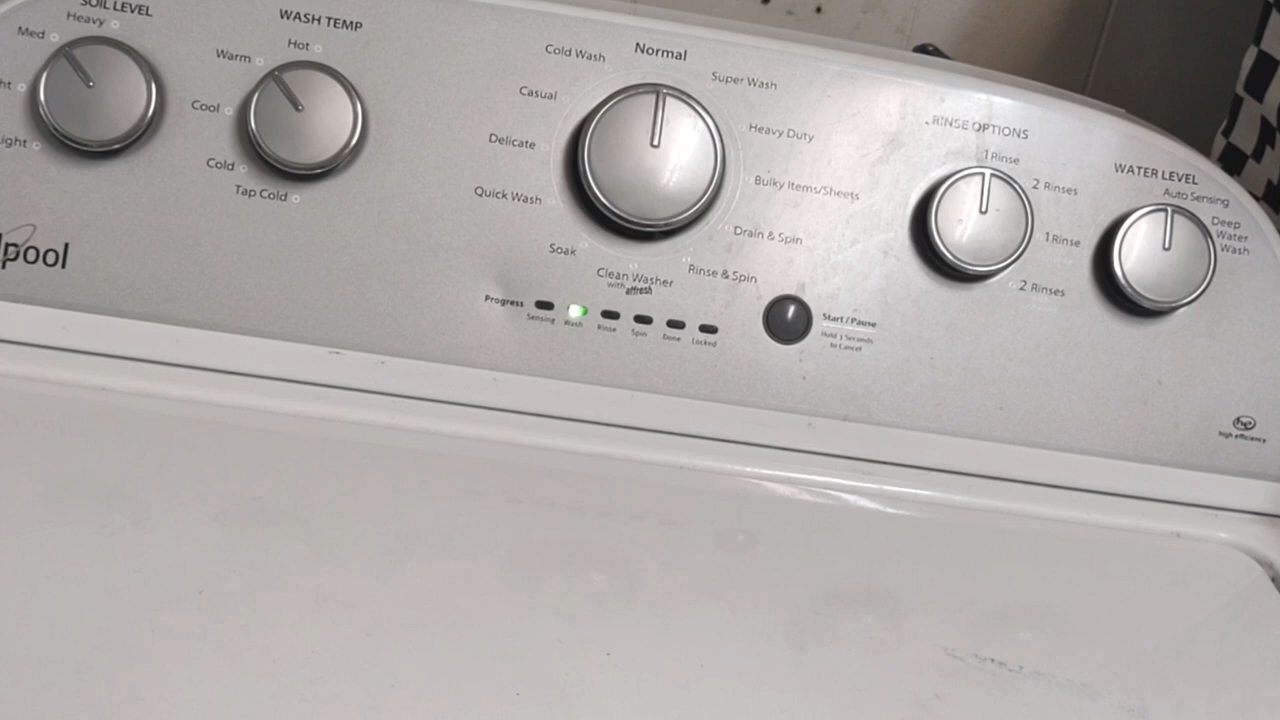 SOIL LEVEL
Heavy
Med
ght
ight
WASH TEMP
Hot
Warm
Cool
Cold
Tap Cold
Normal
Cold Wash
Super Wash
Casual
Heavy Duty
Delicate
Bulky Items/Sheets
Quick Wash
Drain & Spin
Soak
Rinse & Spin
Clean Washer
with affresh
Progress
Sensing
Wash
Rinse
Spin
Done
Locked
Start / Pause
Hold 3 Seconds
to Cancel
RINSE OPTIONS
1 Rinse
2 Rinses
1 Rinse
2 Rinses
WATER LEVEL
Auto Sensing
Deep
Water
Wash
lpool
he
high efficiency